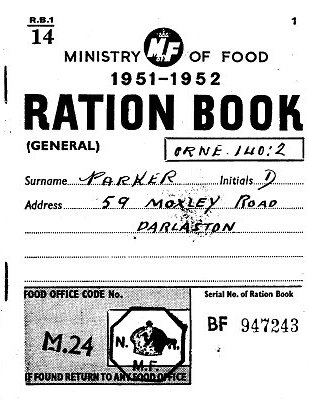 R.B.1
14
1
MINISTRY MF OF FOOD
1951-1952
RATION BOOK
(GENERAL)
ORNE.140:2
Surname PARKER Initials D
Address 59 MOXLEY ROAD
DARLASTON
FOOD OFFICE CODE No.
Serial No. of Ration Book
M.24
N. R.
M.F.
BF 947243
IF FOUND RETURN TO ANY FOOD OFFICE